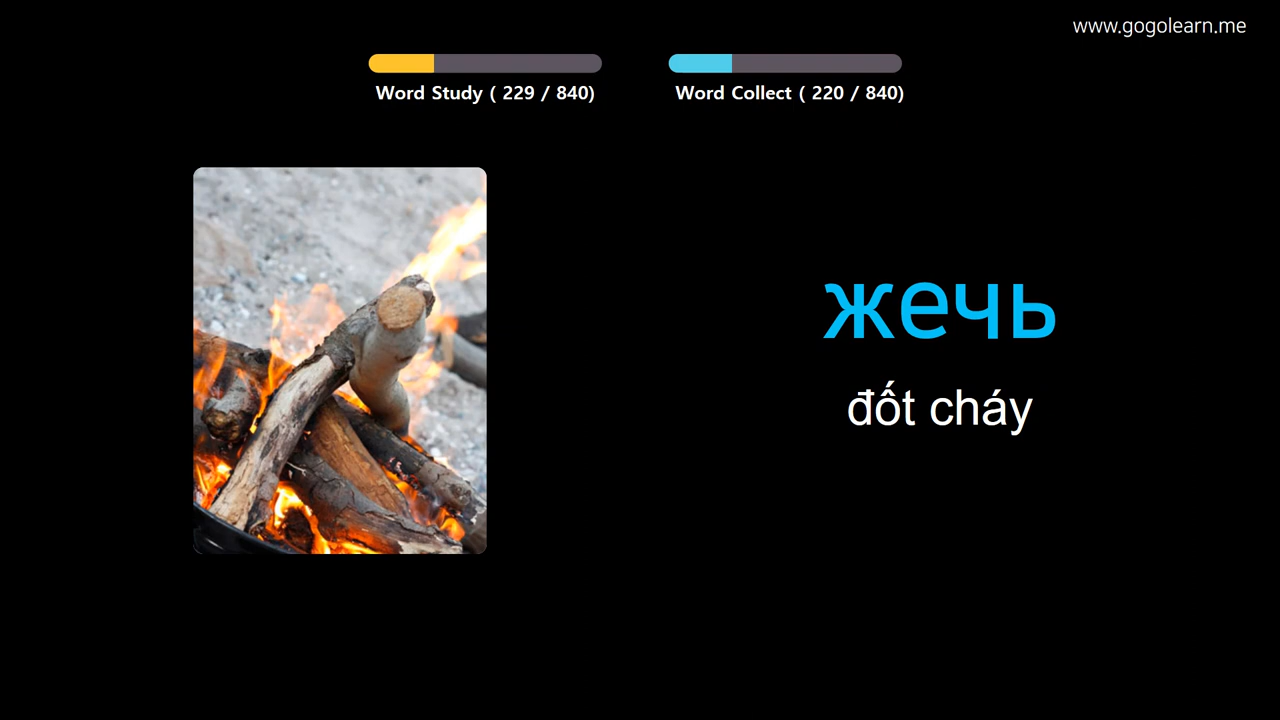 www.gogolearn.me
Word Study ( 229 / 840)
Word Collect ( 220 / 840)
жечь
đốt cháy